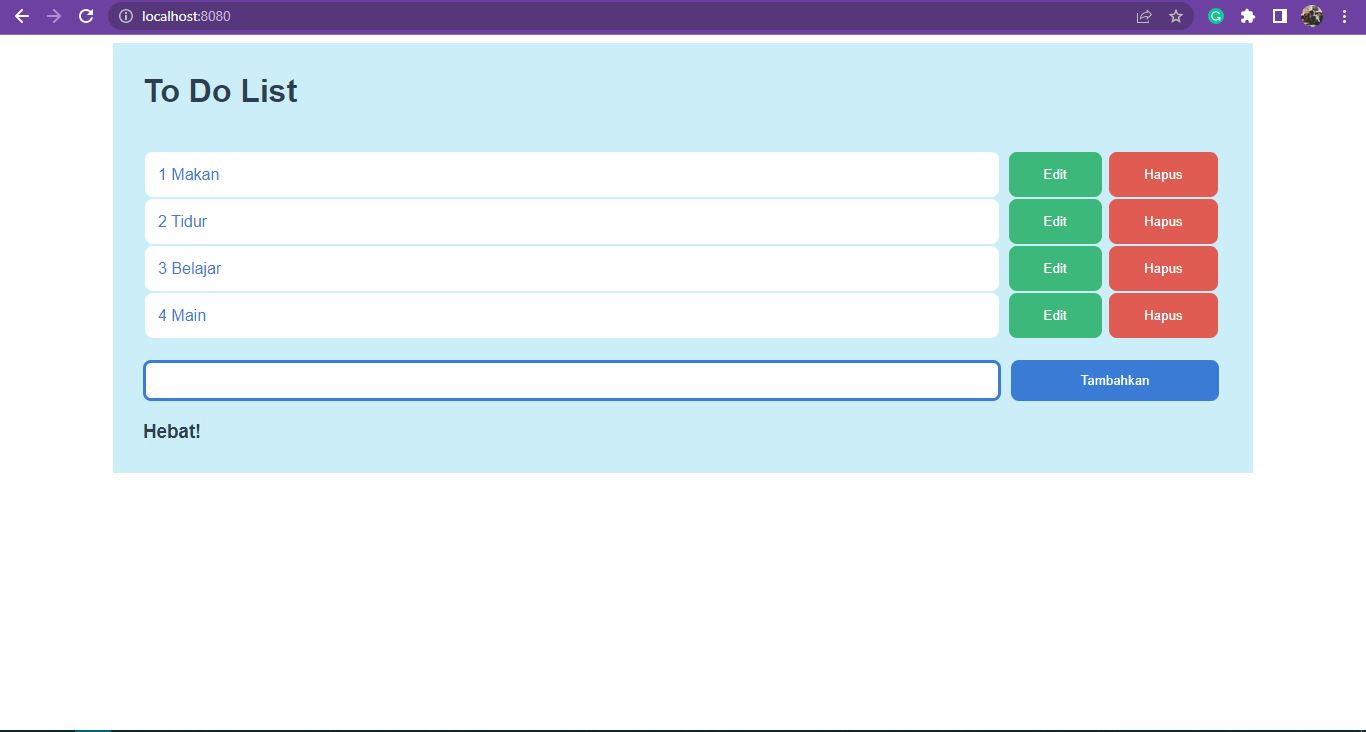 localhost:8080
To Do List
1 Makan Edit Hapus
2 Tidur Edit Hapus
3 Belajar Edit Hapus
4 Main Edit Hapus
Tambahkan
Hebat!